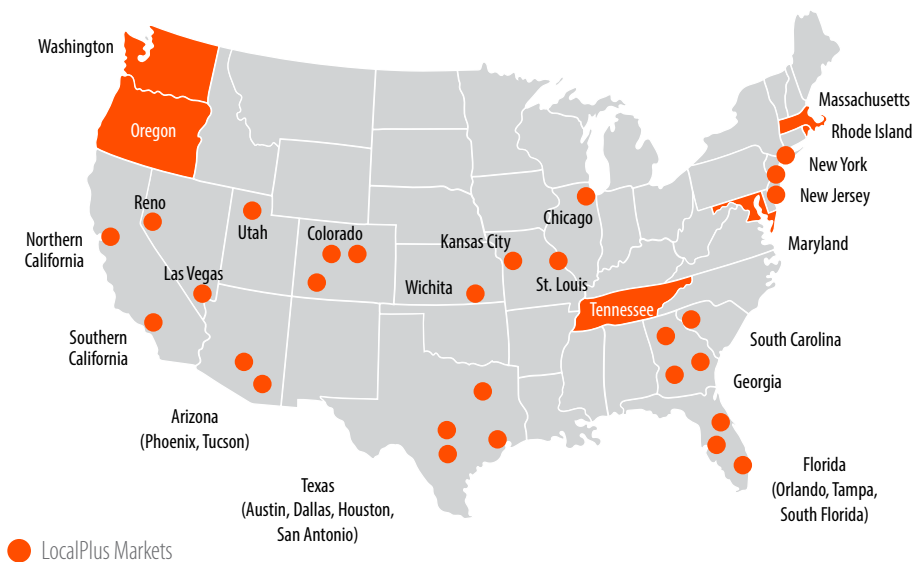 Washington
Oregon
Massachusetts
Rhode Island
New York
New Jersey
Maryland
Reno
Utah
Colorado
Chicago
Kansas City
Northern
California
Las Vegas
Wichita
St. Louis
Tennessee
Southern
California
South Carolina
Georgia
Arizona
(Phoenix, Tucson)
Texas
(Austin, Dallas, Houston,
San Antonio)
Florida
(Orlando, Tampa,
South Florida)
LocalPlus Markets